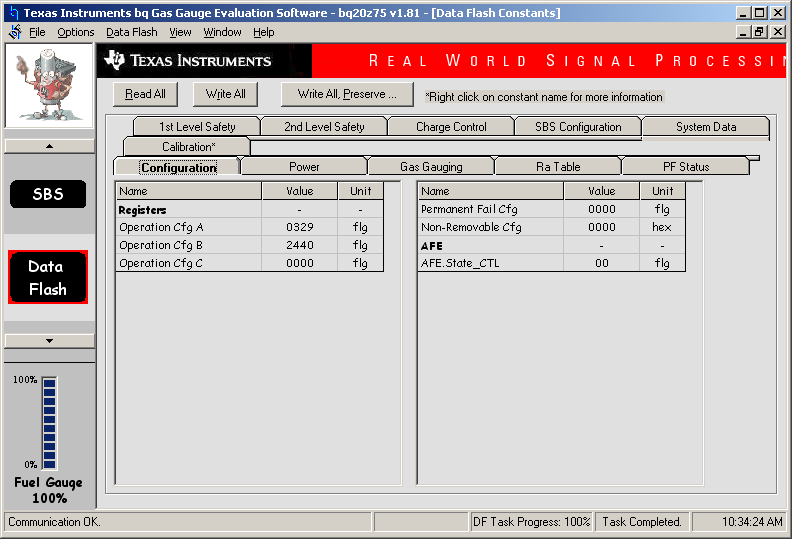 Texas Instruments bq Gas Gauge Evaluation Software - bq20z75 v1.81 - [Data Flash Constants]
File Options Data Flash View Window Help
TEXAS INSTRUMENTS REAL WORLD SIGNAL PROCESSIN
Read All Write All Write All, Preserve ... *Right click on constant name for more information
1st Level Safety 2nd Level Safety Charge Control SBS Configuration System Data
Calibration*
Configuration Power Gas Gauging Ra Table PF Status
Name Value Unit
Registers - -
Operation Cfg A 0329 flg
Operation Cfg B 2440 flg
Operation Cfg C 0000 flg
Name Value Unit
Permanent Fail Cfg 0000 flg
Non-Removable Cfg 0000 hex
AFE - -
AFE.State_CTL 00 flg
SBS
Data
Flash
100%
0%
Fuel Gauge
100%
Communication OK. DF Task Progress: 100% Task Completed. 10:34:24 AM